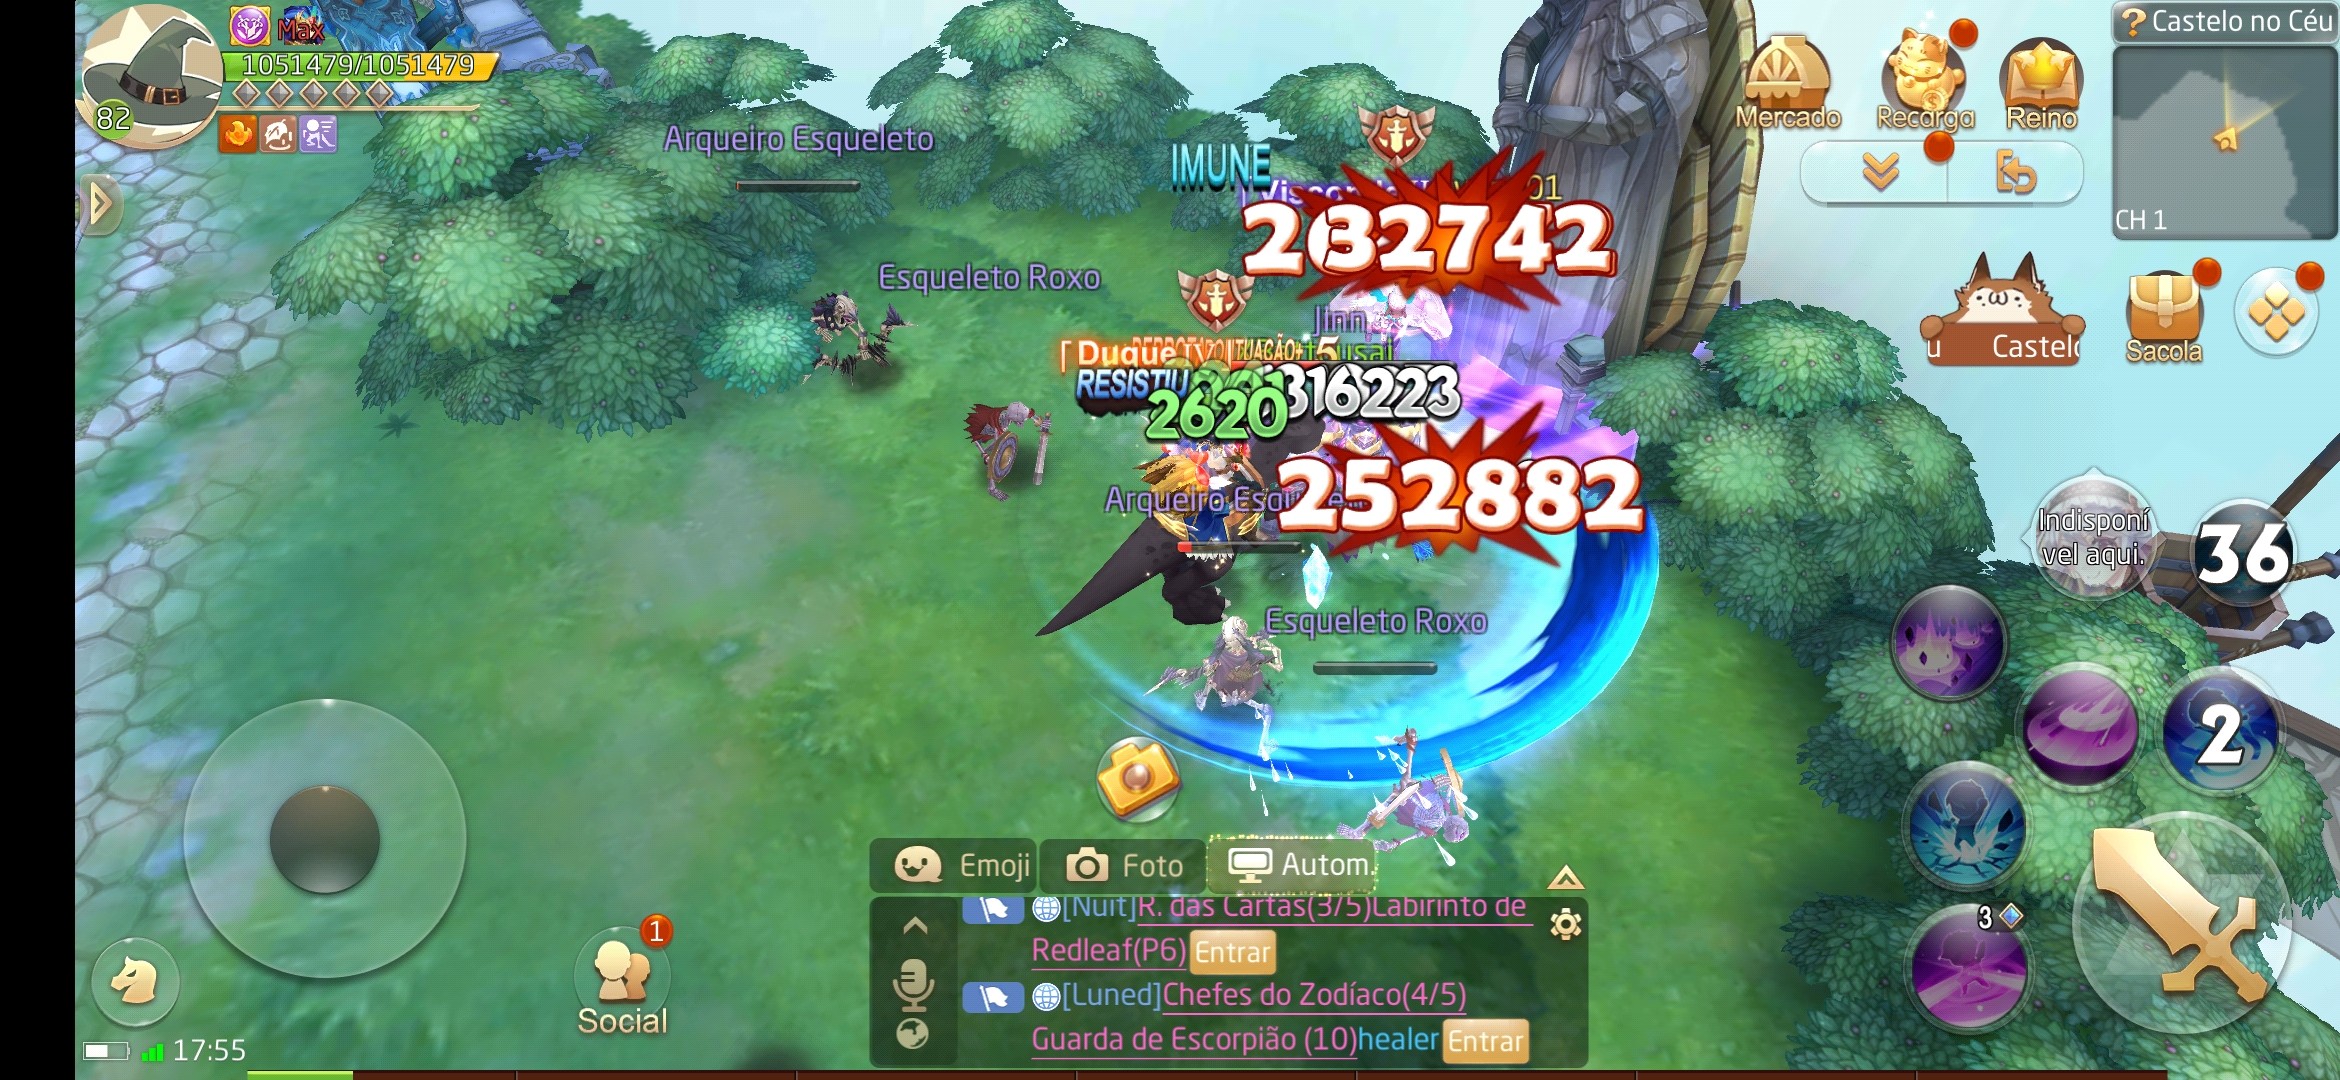 Max
1051479/1051479
82
Arqueiro Esqueleto
Esqueleto Roxo
IMUNE
232742
Jinn
Duque IV
RESISTIU
2620
316223
252882
Arqueiro
Esqueleto Roxo
Mercado
Recarga
Reino
Castelo no Céu
CH 1
Sacola
Indisponí
vel aqui.
36
2
3
Social
1
17:55
Emoji
Foto
Autom.
[Nuit]R. das Cartas(3/5)Labirinto de
Redleaf(P6) Entrar
[Luned]Chefes do Zodíaco(4/5)
Guarda de Escorpião (10)healer Entrar